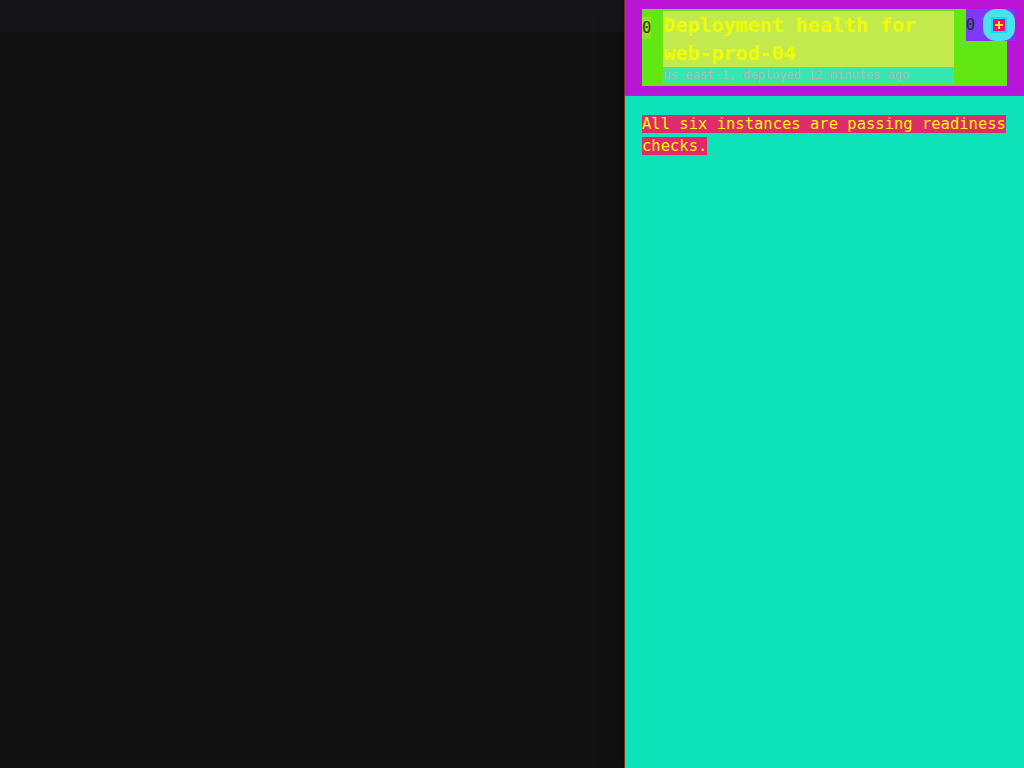 0
Deployment health for
web-prod-04
us-east-1, deployed 12 minutes ago
0
All six instances are passing readiness
checks.